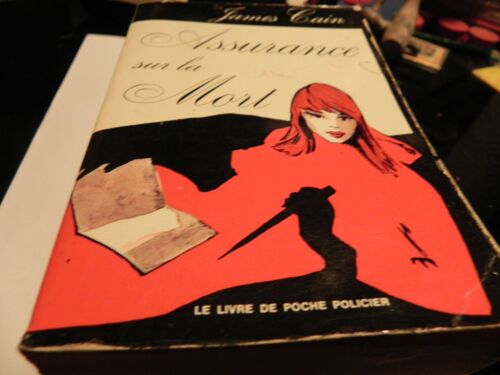 James Cain
Assurance
sur la
Mort
LE LIVRE DE POCHE POLICIER